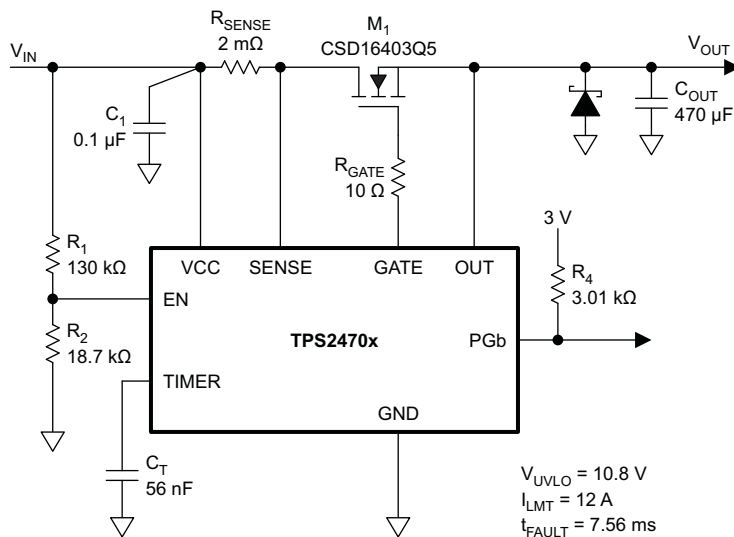 R_SENSE
2 mΩ
M_1
CSD16403Q5
V_IN
V_OUT
C_1
0.1 µF
C_OUT
470 µF
R_GATE
10 Ω
3 V
R_1
130 kΩ
VCC
SENSE
GATE
OUT
R_4
3.01 kΩ
EN
R_2
18.7 kΩ
TPS2470x
PGb
TIMER
GND
C_T
56 nF
V_UVLO = 10.8 V
I_LMT = 12 A
t_FAULT = 7.56 ms